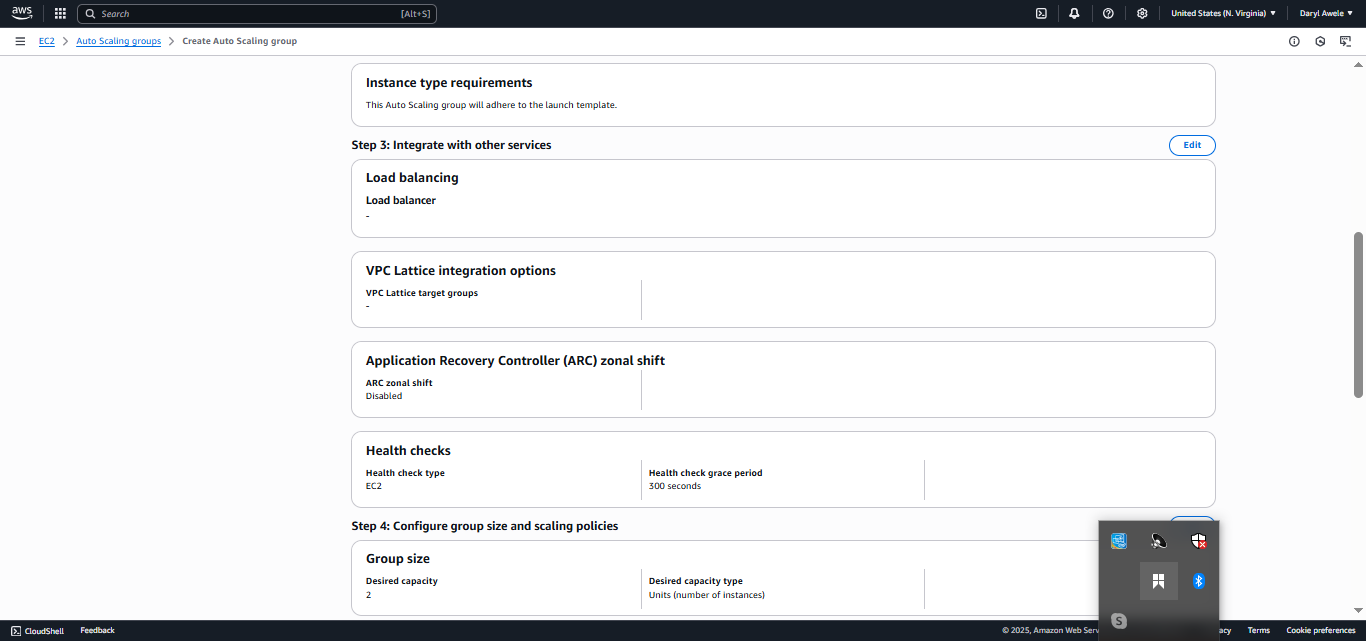 aws
Search [Alt+S]
United States (N. Virginia)
Daryl Awele
EC2 > Auto Scaling groups > Create Auto Scaling group
Instance type requirements
This Auto Scaling group will adhere to the launch template.
Step 3: Integrate with other services
Edit
Load balancing
Load balancer
-
VPC Lattice integration options
VPC Lattice target groups
-
Application Recovery Controller (ARC) zonal shift
ARC zonal shift
Disabled
Health checks
Health check type
Health check grace period
EC2
300 seconds
Step 4: Configure group size and scaling policies
Group size
Desired capacity
Desired capacity type
2
Units (number of instances)
S
CloudShell
Feedback
© 2025, Amazon Web Serv
acy
Terms
Cookie preferences